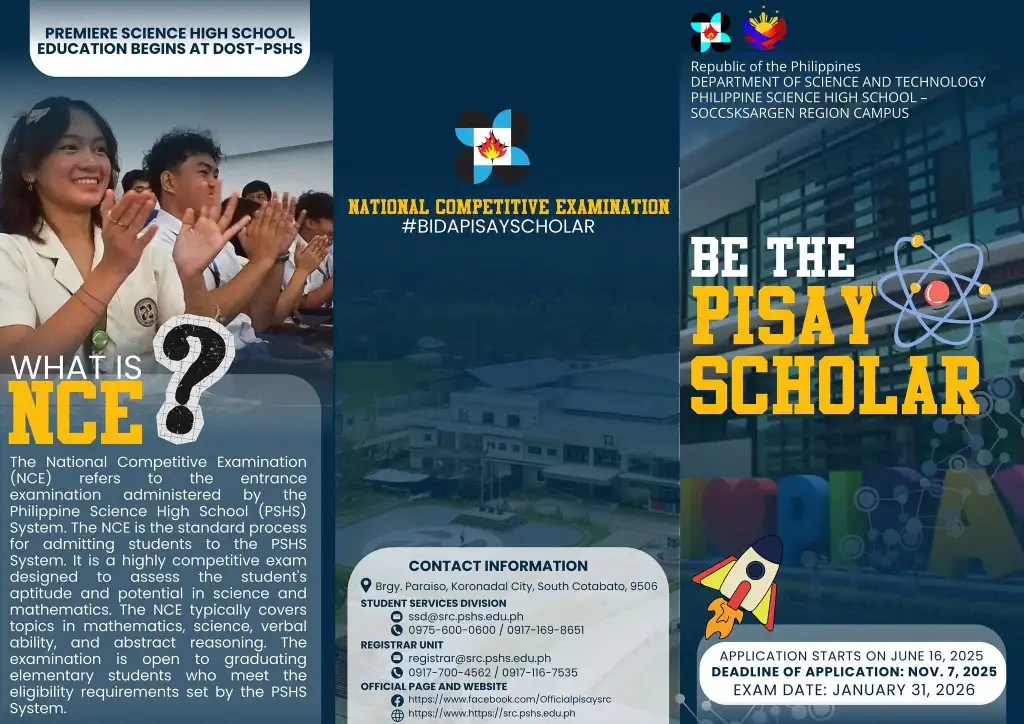 PREMIERE SCIENCE HIGH SCHOOL
EDUCATION BEGINS AT DOST-PSHS
WHAT IS
NCE?
The National Competitive Examination
(NCE) refers to the entrance
examination administered by the
Philippine Science High School (PSHS)
System. The NCE is the standard process
for admitting students to the PSHS
System. It is a highly competitive exam
designed to assess the student's
aptitude and potential in science and
mathematics. The NCE typically covers
topics in mathematics, science, verbal
ability, and abstract reasoning. The
examination is open to graduating
elementary students who meet the
eligibility requirements set by the PSHS
System.
NATIONAL COMPETITIVE EXAMINATION
#BIDAPISAYSCHOLAR
CONTACT INFORMATION
Brgy. Paraiso, Koronadal City, South Cotabato, 9506
STUDENT SERVICES DIVISION
ssd@src.pshs.edu.ph
0975-600-0600 / 0917-169-8651
REGISTRAR UNIT
registrar@src.pshs.edu.ph
0917-700-4562 / 0917-116-7535
OFFICIAL PAGE AND WEBSITE
https://www.facebook.com/Officialpisaysrc
https://www.https://src.pshs.edu.ph
Republic of the Philippines
DEPARTMENT OF SCIENCE AND TECHNOLOGY
PHILIPPINE SCIENCE HIGH SCHOOL –
SOCCSKSARGEN REGION CAMPUS
BE THE
PISAY
SCHOLAR
APPLICATION STARTS ON JUNE 16, 2025
DEADLINE OF APPLICATION: NOV. 7, 2025
EXAM DATE: JANUARY 31, 2026